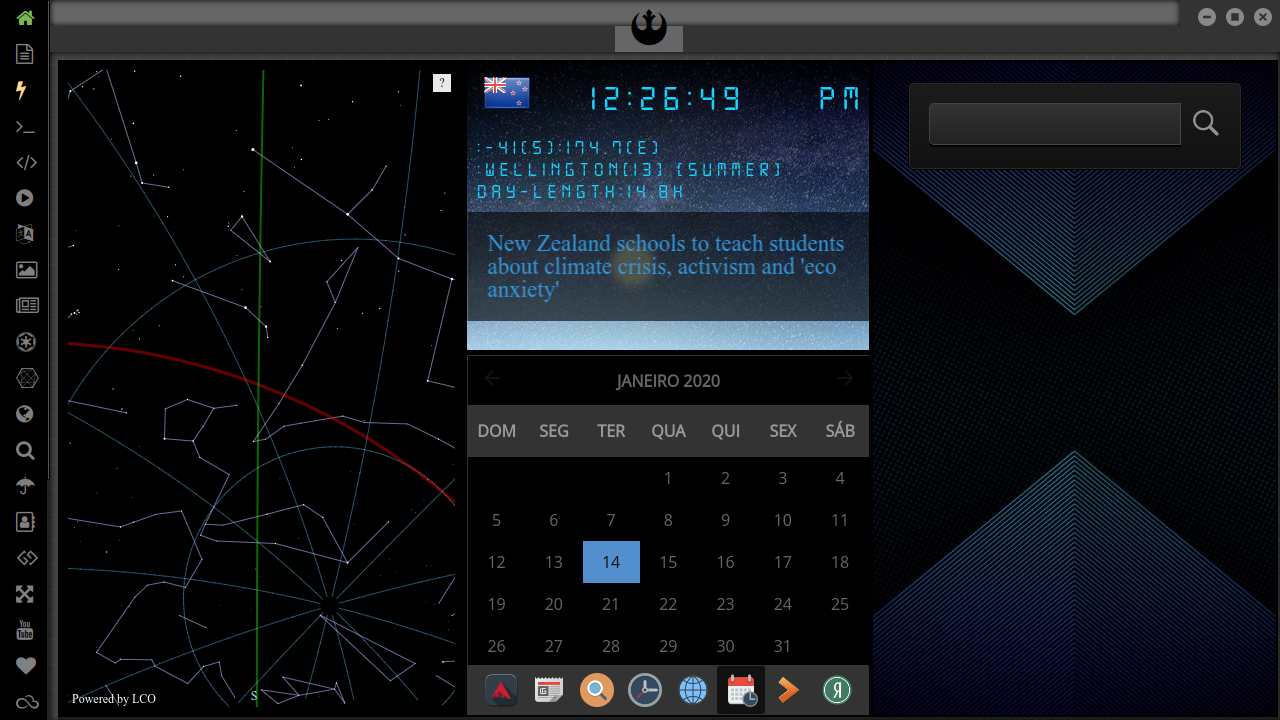 ?
Powered by LCO
S
12:26:49 PM
:-41(S):174.7(E)
:WELLINGTON(13) (SUMMER)
DAY-LENGTH:14.8H
New Zealand schools to teach students
about climate crisis, activism and 'eco
anxiety'
JANEIRO 2020
DOM SEG TER QUA QUI SEX SÁB
1 2 3 4
5 6 7 8 9 10 11
12 13 14 15 16 17 18
19 20 21 22 23 24 25
26 27 28 29 30 31
Я
You
Tube